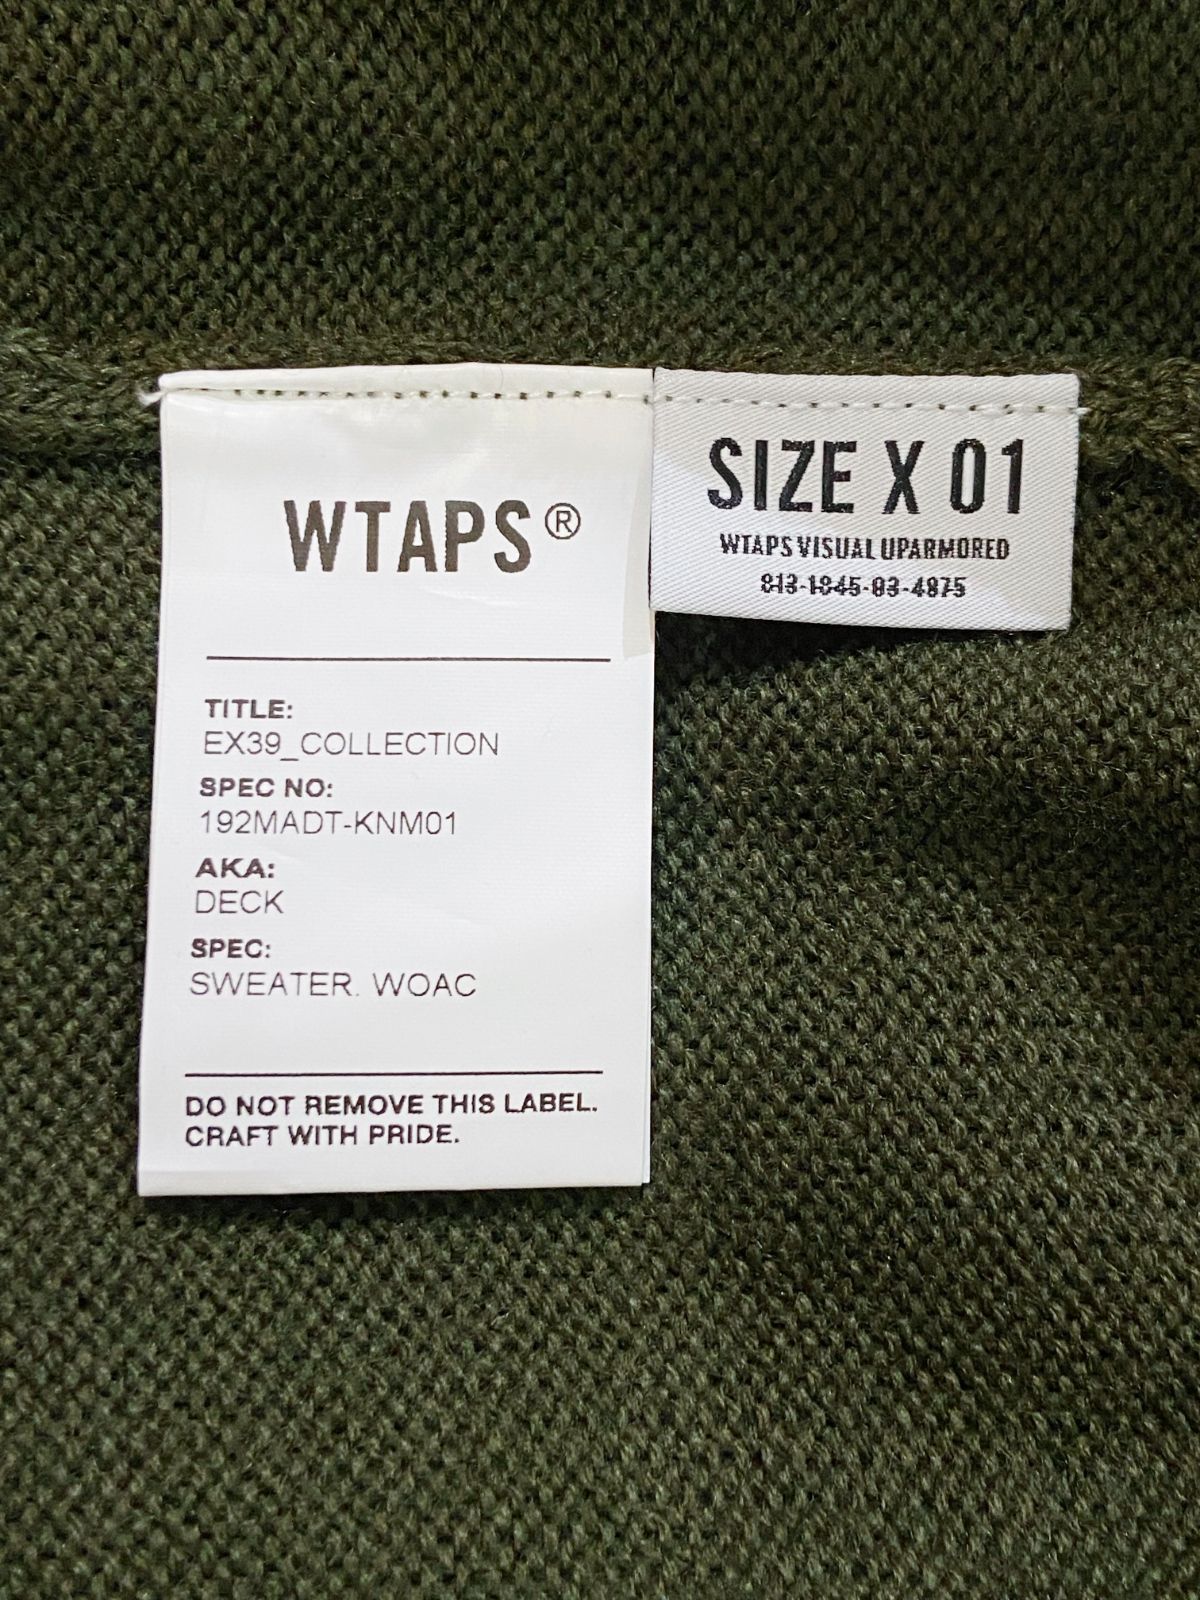 WTAPS®
TITLE:
EX39_COLLECTION
SPEC NO:
192MADT-KNM01
AKA:
DECK
SPEC:
SWEATER. WOAC
DO NOT REMOVE THIS LABEL.
CRAFT WITH PRIDE.
SIZE X 01
WTAPS VISUAL UPARMORED
813-1845-03-4875